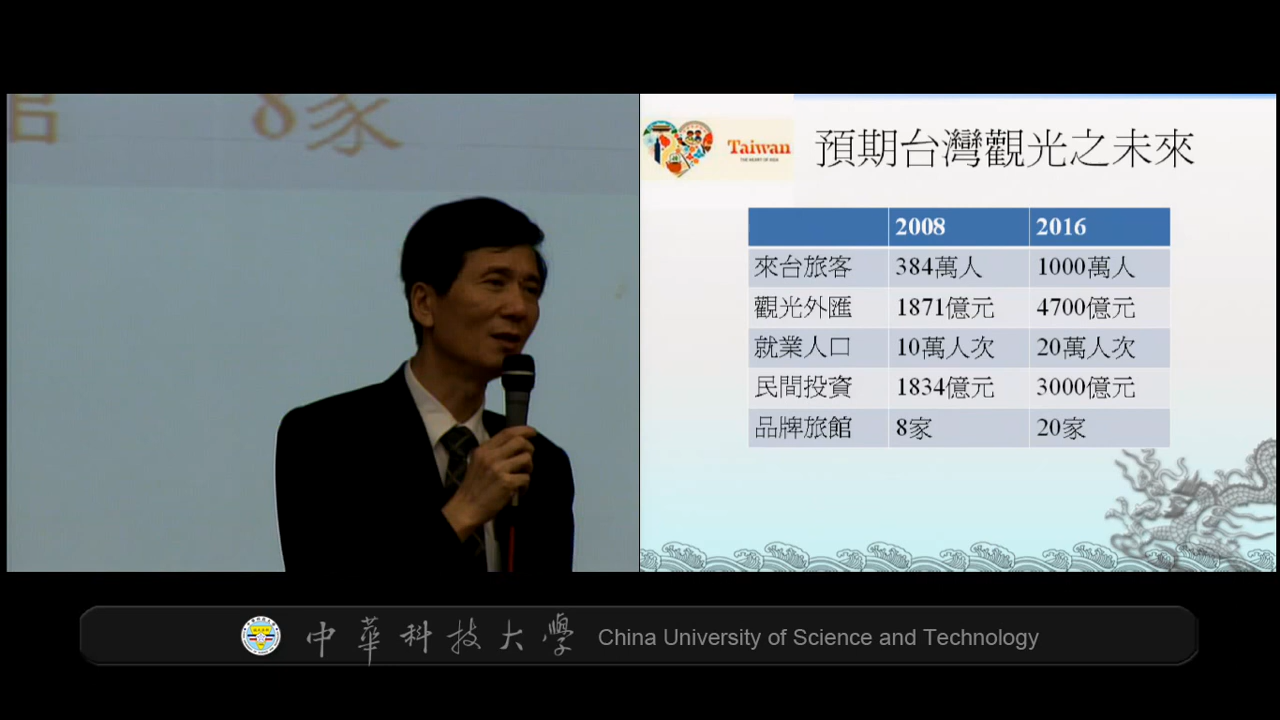 館 8家
Taiwan
THE HEART OF ASIA
預期台灣觀光之未來
2008 2016
來台旅客 384萬人 1000萬人
觀光外匯 1871億元 4700億元
就業人口 10萬人次 20萬人次
民間投資 1834億元 3000億元
品牌旅館 8家 20家
中華科技大學 China University of Science and Technology